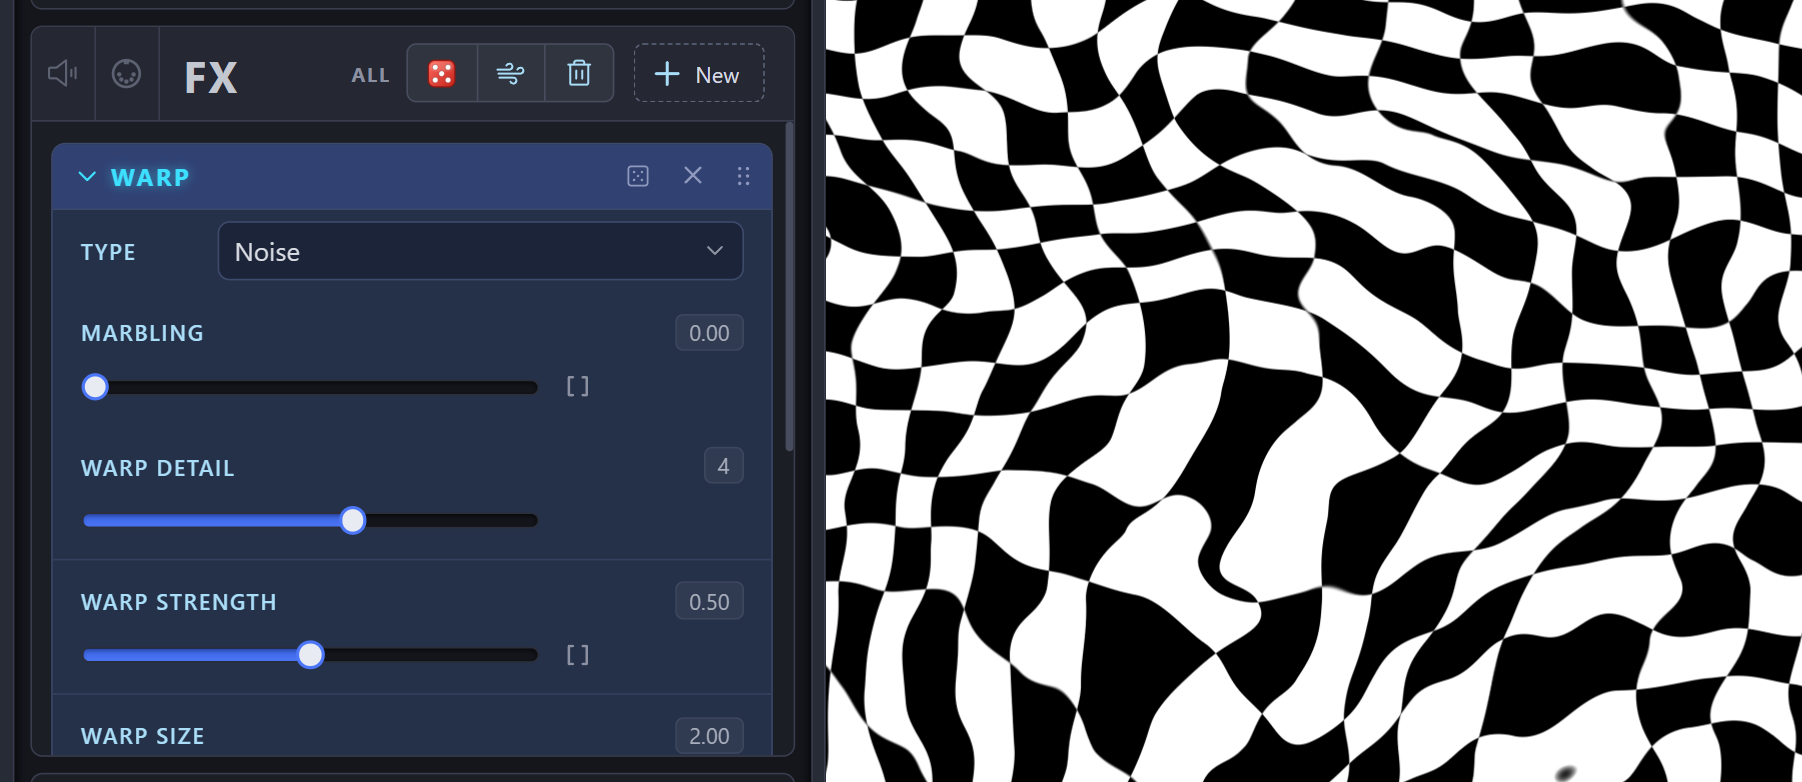 FX
ALL
New
WARP
TYPE
Noise
MARBLING
0.00
WARP DETAIL
4
WARP STRENGTH
0.50
WARP SIZE
2.00